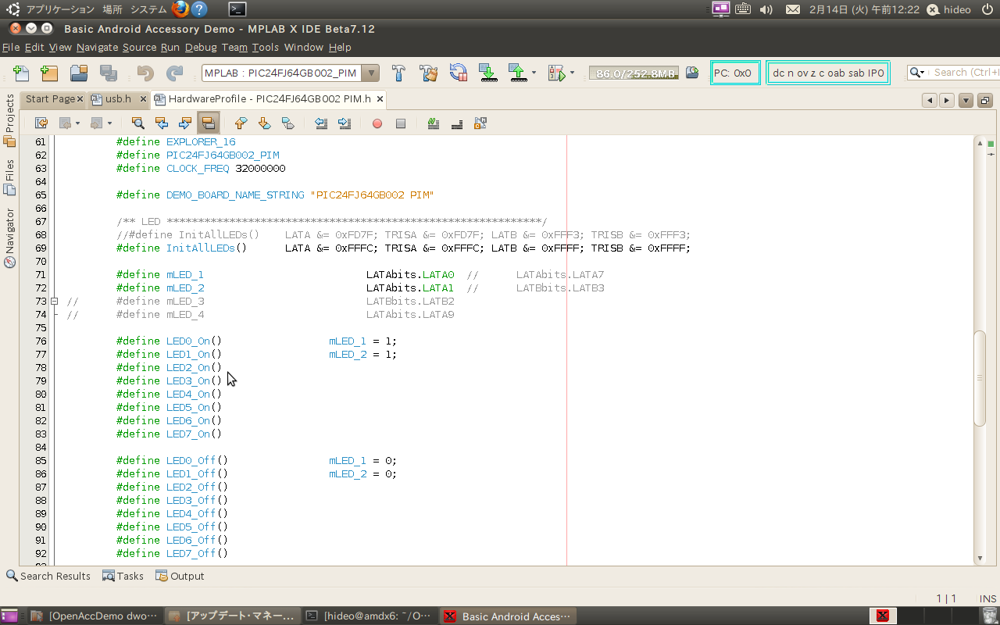 アプリケーション 場所 システム 2月14日 (火) 午前12:22 hideo
Basic Android Accessory Demo - MPLAB X IDE Beta7.12
File Edit View Navigate Source Run Debug Team Tools Window Help
MPLAB : PIC24FJ64GB002_PIM 86.0/252.8MB PC: 0x0 dc n ov z c oab sab IP0 Search (Ctrl+I
Start Page usb.h HardwareProfile - PIC24FJ64GB002 PIM.h
Projects
Files
Navigator
61 #define EXPLORER_16
62 #define PIC24FJ64GB002_PIM
63 #define CLOCK_FREQ 32000000
64
65 #define DEMO_BOARD_NAME_STRING "PIC24FJ64GB002 PIM"
66
67 /** LED ************************************************************/
68 //#define InitAllLEDs() LATA &= 0xFD7F; TRISA &= 0xFD7F; LATB &= 0xFFF3; TRISB &= 0xFFF3;
69 #define InitAllLEDs() LATA &= 0xFFFC; TRISA &= 0xFFFC; LATB &= 0xFFFF; TRISB &= 0xFFFF;
70
71 #define mLED_1 LATAbits.LATA0 // LATAbits.LATA7
72 #define mLED_2 LATAbits.LATA1 // LATBbits.LATB3
73 // #define mLED_3 LATBbits.LATB2
74 // #define mLED_4 LATAbits.LATA9
75
76 #define LED0_On() mLED_1 = 1;
77 #define LED1_On() mLED_2 = 1;
78 #define LED2_On()
79 #define LED3_On()
80 #define LED4_On()
81 #define LED5_On()
82 #define LED6_On()
83 #define LED7_On()
84
85 #define LED0_Off() mLED_1 = 0;
86 #define LED1_Off() mLED_2 = 0;
87 #define LED2_Off()
88 #define LED3_Off()
89 #define LED4_Off()
90 #define LED5_Off()
91 #define LED6_Off()
92 #define LED7_Off()
Search Results Tasks Output
1 | 1 INS
[OpenAccDemo dwo... [アップデート・マネー... [hideo@amdx6: ~/O... Basic Android Acces...